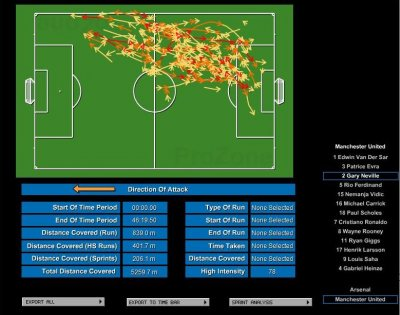 ProZone
Direction Of Attack
Start Of Time Period 00:00.00
End Of Time Period 46:19.50
Distance Covered (Run) 839.0 m
Distance Covered (HS Runs) 401.7 m
Distance Covered (Sprints) 206.1 m
Total Distance Covered 5259.7 m
Type Of Run None Selected
Start Of Run None Selected
End Of Run None Selected
Time Taken None Selected
Distance Covered None Selected
High Intensity 78
EXPORT ALL
EXPORT TO TIME BAR
SPRINT ANALYSIS
Manchester United
1 Edwin Van Der Sar
3 Patrice Evra
2 Gary Neville
5 Rio Ferdinand
15 Nemanja Vidic
16 Michael Carrick
18 Paul Scholes
7 Cristiano Ronaldo
8 Wayne Rooney
11 Ryan Giggs
17 Henrik Larsson
9 Louis Saha
4 Gabriel Heinze
Arsenal
Manchester United